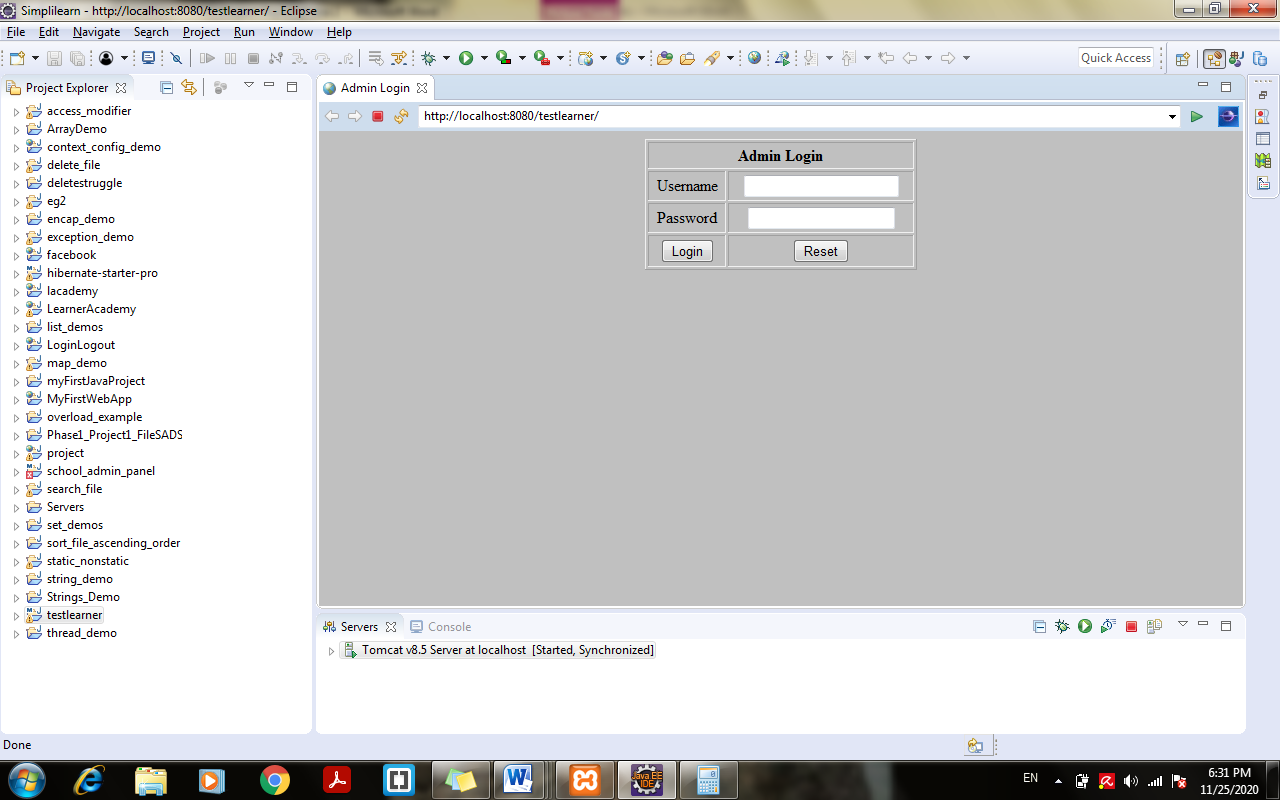 Simplilearn - http://localhost:8080/testlearner/ - Eclipse
File Edit Navigate Search Project Run Window Help
Quick Access
Project Explorer
access_modifier
ArrayDemo
context_config_demo
delete_file
deletestruggle
eg2
encap_demo
exception_demo
facebook
hibernate-starter-pro
lacademy
LearnerAcademy
list_demos
LoginLogout
map_demo
myFirstJavaProject
MyFirstWebApp
overload_example
Phase1_Project1_FileSADS
project
school_admin_panel
search_file
Servers
set_demos
sort_file_ascending_order
static_nonstatic
string_demo
Strings_Demo
testlearner
thread_demo
Admin Login
http://localhost:8080/testlearner/
Admin Login
Username
Password
Login Reset
Servers Console
Tomcat v8.5 Server at localhost [Started, Synchronized]
Done
Java EE
IDE
EN
6:31 PM
11/25/2020